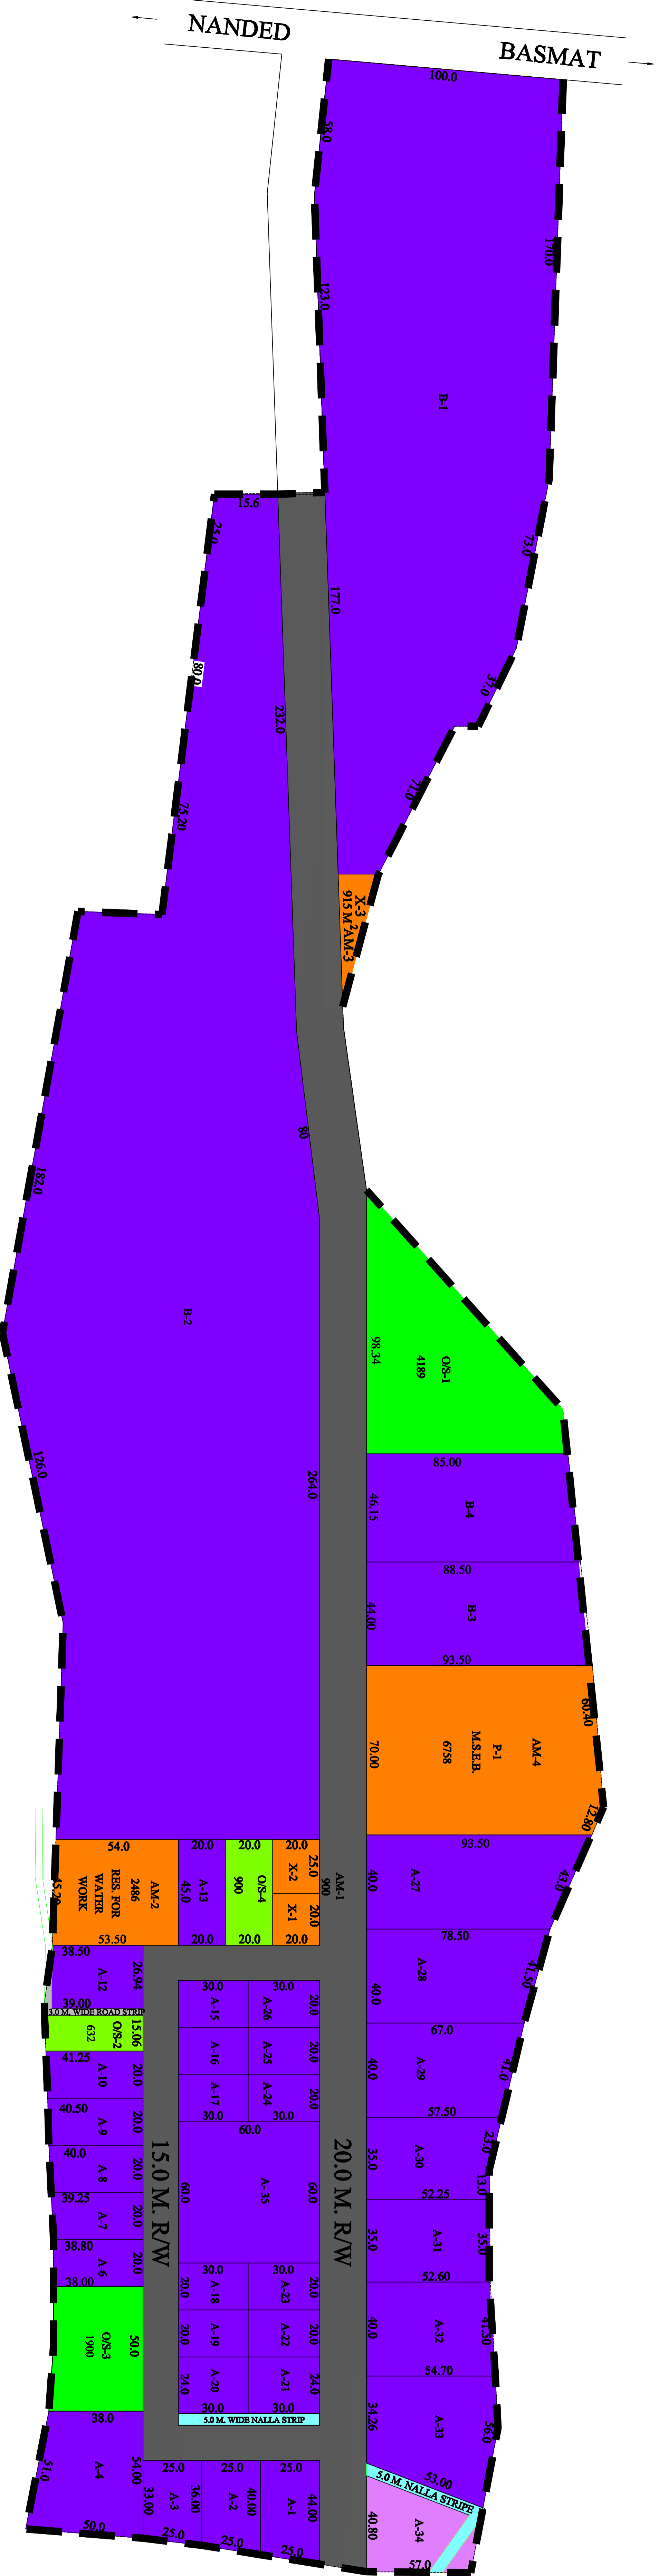 NANDED
BASMAT
100.0
58.0
170.0
123.0
B-1
15.6
25.0
73.0
177.0
80.0
37.0
232.0
71.0
75.20
X-3
915 M2AM-3
80
182.0
B-2
98.34
O/S-1
4189
126.0
264.0
85.00
46.15
B-4
88.50
44.00
B-3
93.50
60.40
AM-4
P-1
M.S.E.B.
6758
70.00
12.80
93.50
54.0
20.0
20.0
20.0
AM-2
2486
RES. FOR
WATER
WORK
45.20
53.50
A-13
45.0
20.0
O/S-4
900
20.0
X-2
25.0
X-1
20.0
20.0
AM-1
900
40.0
A-27
43.0
78.50
38.50
A-12
26.94
39.00
3.0 M. WIDE ROAD STRIP
O/S-2
632
15.06
41.25
A-10
20.0
40.50
A-9
20.0
40.0
A-8
20.0
39.25
A-7
20.0
38.80
A-6
20.0
38.00
O/S-3
1900
50.0
38.0
A-4
54.00
51.0
50.0
15.0 M. R/W
20.0 M. R/W
30.0
30.0
A-15
A-26
20.0
A-16
A-25
20.0
A-17
A-24
20.0
30.0
30.0
60.0
60.0
A- 35
60.0
30.0
30.0
20.0
A-18
A-23
20.0
20.0
A-19
A-22
20.0
24.0
A-20
A-21
24.0
30.0
30.0
5.0 M. WIDE NALLA STRIP
25.0
25.0
25.0
33.00
A-3
36.00
A-2
40.00
A-1
44.00
25.0
25.0
25.0
40.0
A-28
41.50
67.0
40.0
A-29
41.0
57.50
35.0
A-30
23.0
13.0
52.25
35.0
A-31
35.0
52.60
40.0
A-32
41.50
54.70
34.26
A-33
56.0
53.00
5.0 M. NALLA STRIPE
40.80
A-34
57.0